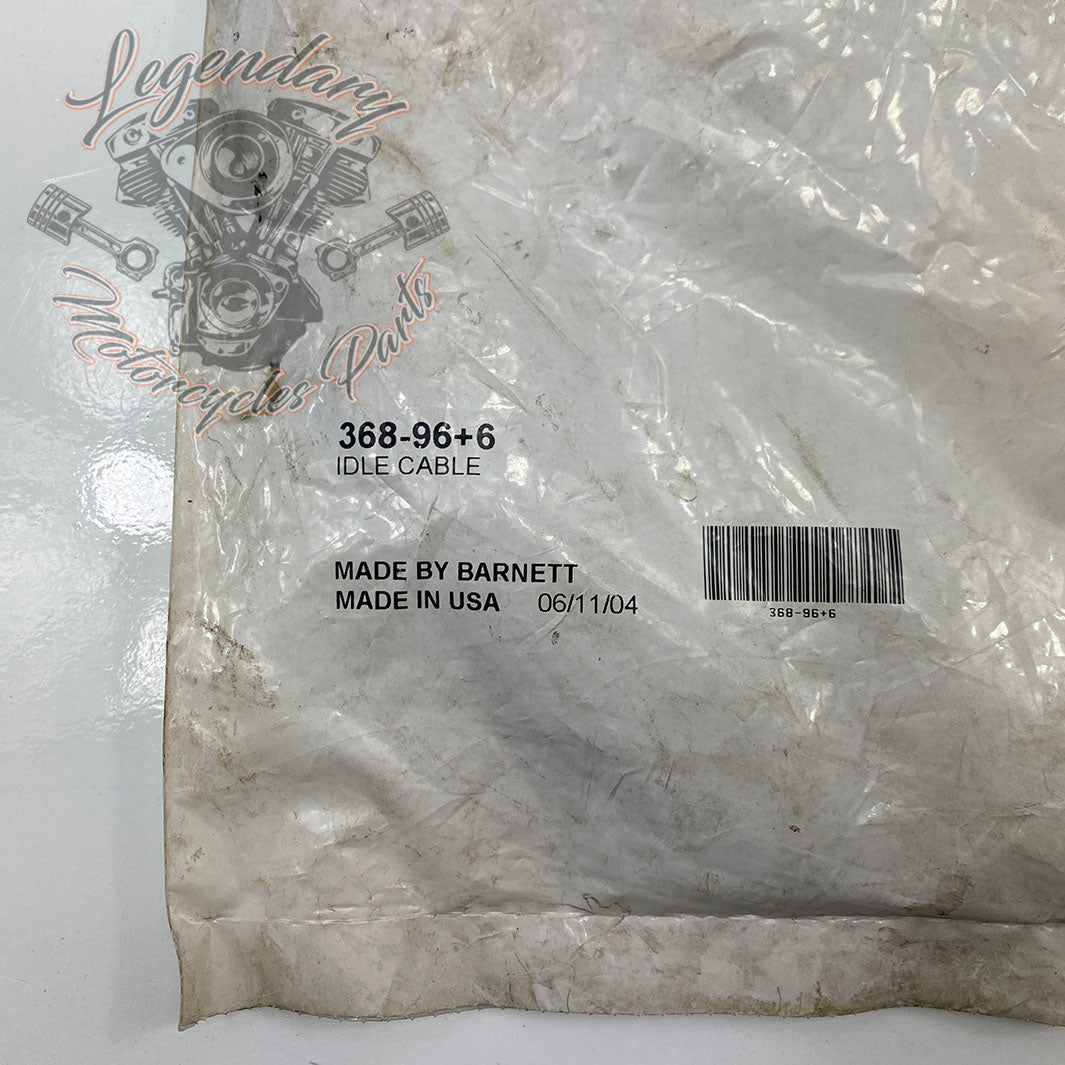 Legendary
Motorcycles Parts
368-96+6
IDLE CABLE
MADE BY BARNETT
MADE IN USA 06/11/04
368-96+6